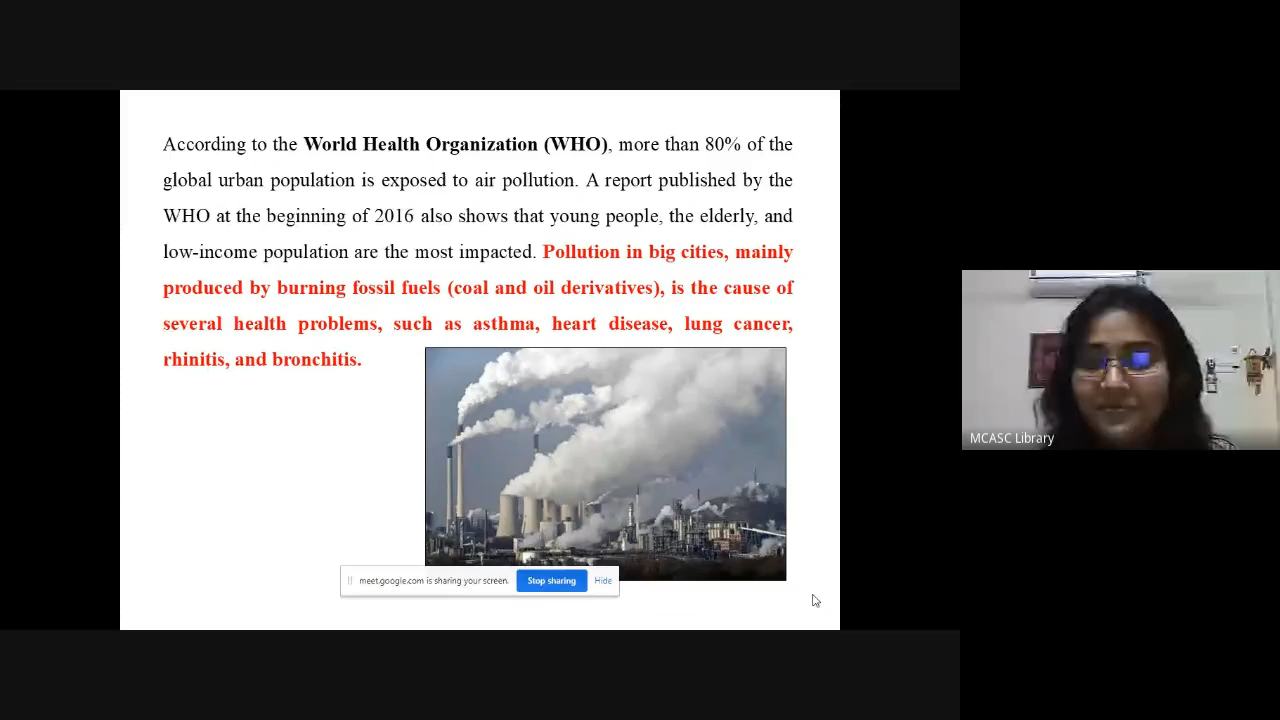 According to the World Health Organization (WHO), more than 80% of the
global urban population is exposed to air pollution. A report published by the
WHO at the beginning of 2016 also shows that young people, the elderly, and
low-income population are the most impacted. Pollution in big cities, mainly
produced by burning fossil fuels (coal and oil derivatives), is the cause of
several health problems, such as asthma, heart disease, lung cancer,
rhinitis, and bronchitis.
meet.google.com is sharing your screen. Stop sharing Hide
MCASC Library